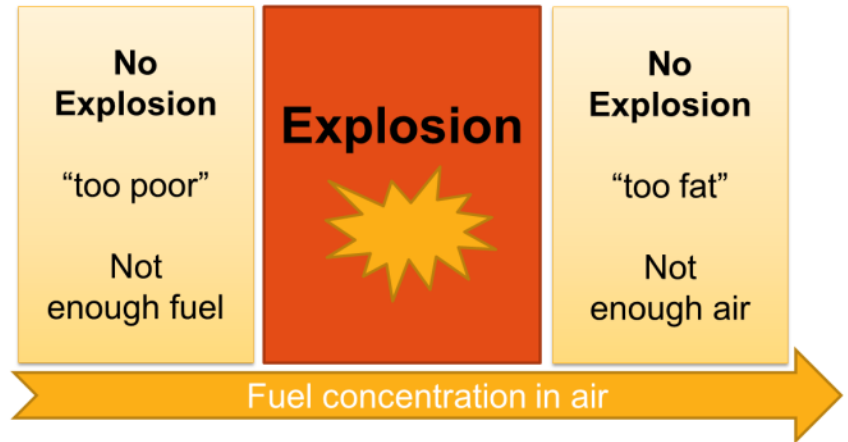 No
Explosion
“too poor”
Not
enough fuel
Explosion
No
Explosion
“too fat”
Not
enough air
Fuel concentration in air